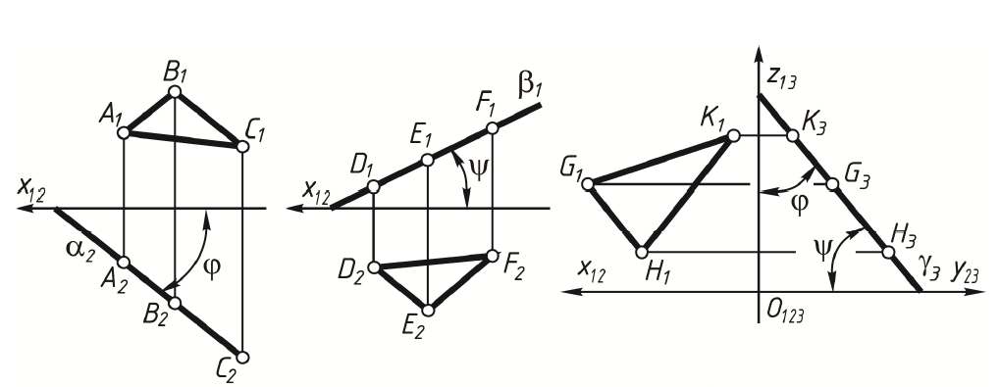 B₁
A₁
C₁
x₁₂
α₂
φ
A₂
B₂
C₂
β₁
F₁
E₁
D₁
ψ
x₁₂
D₂
F₂
E₂
z₁₃
K₁ K₃
G₁ G₃
φ
ψ H₃
x₁₂ H₁ γ₃ y₂₃
O₁₂₃